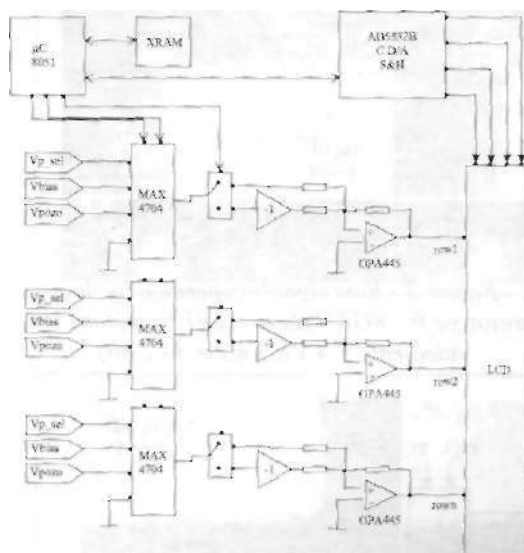 µC
8051
XRAM
C D/A
S&H
Vp_sel
Vbias
Vpozo
MAX
4704
-1
OPA445
row1
Vp_sel
Vbias
Vpozo
MAX
4704
-1
OPA445
row2
LCD
Vp_sel
Vbias
Vpozo
MAX
4704
-1
OPA445
rown